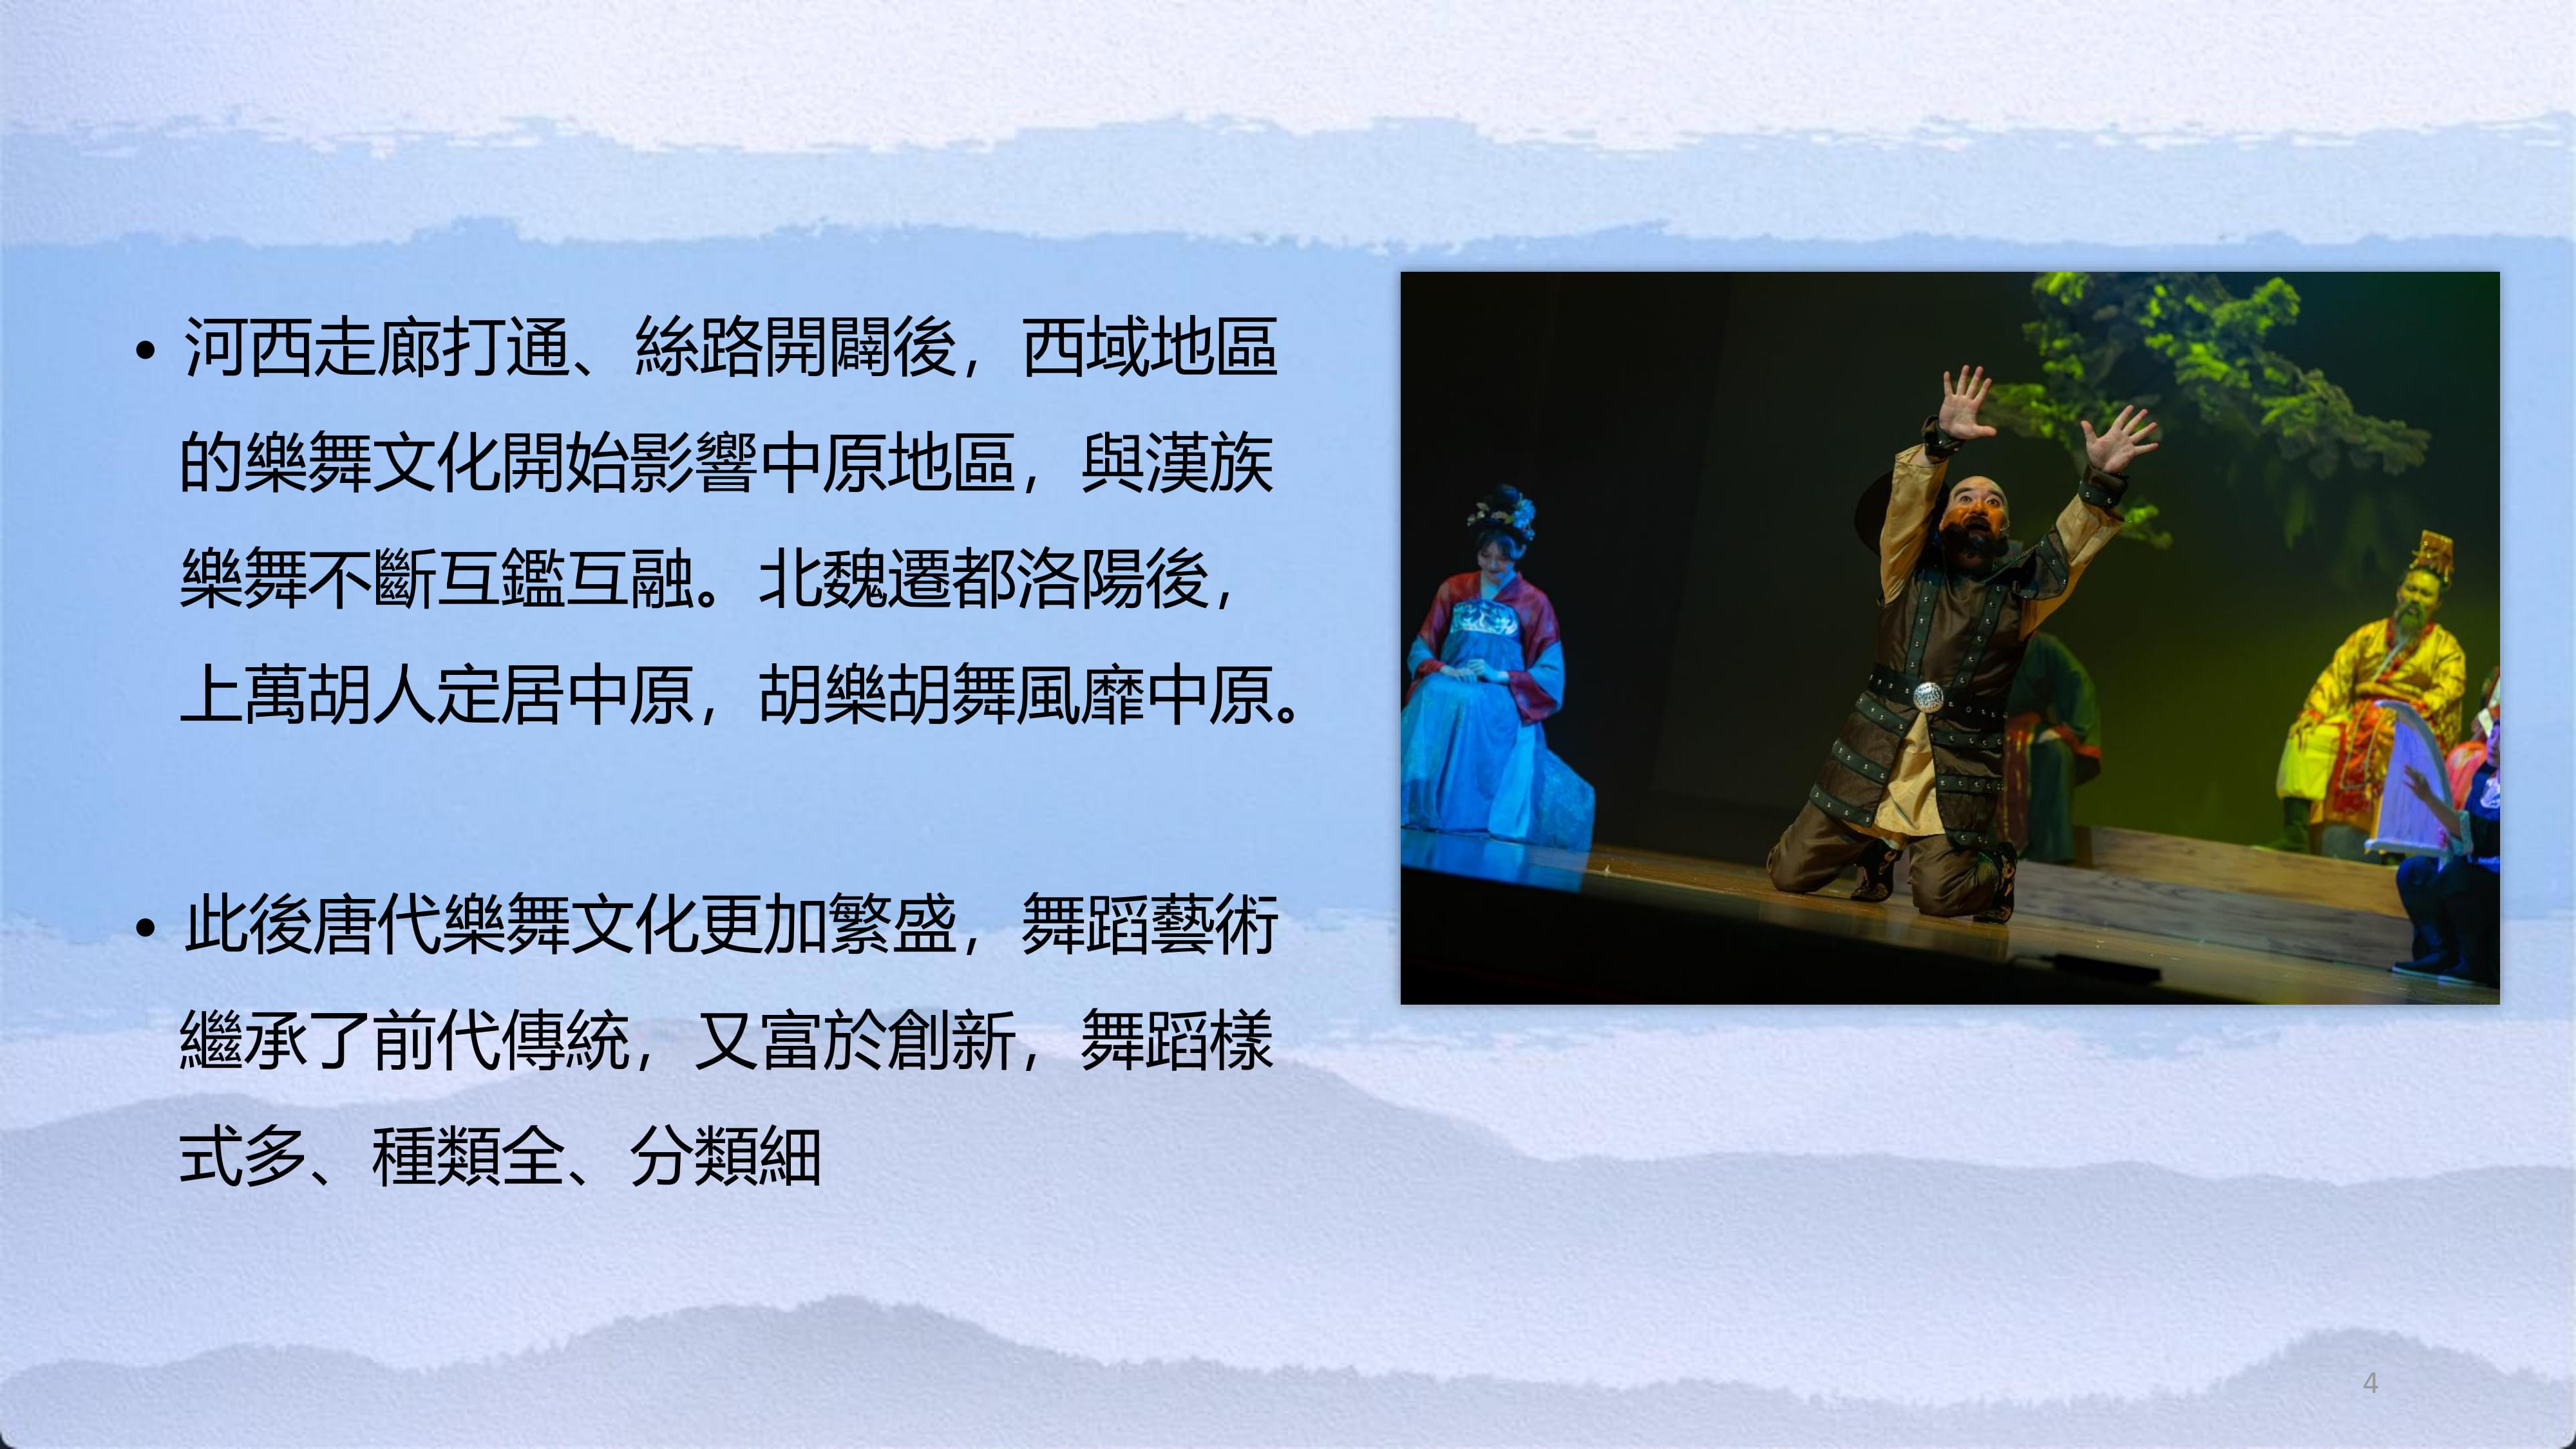 • 河西走廊打通、絲路開闢後，西域地區
的樂舞文化開始影響中原地區，與漢族
樂舞不斷互鑑互融。北魏遷都洛陽後，
上萬胡人定居中原，胡樂胡舞風靡中原。
• 此後唐代樂舞文化更加繁盛，舞蹈藝術
繼承了前代傳統，又富於創新，舞蹈樣
式多、種類全、分類細
4